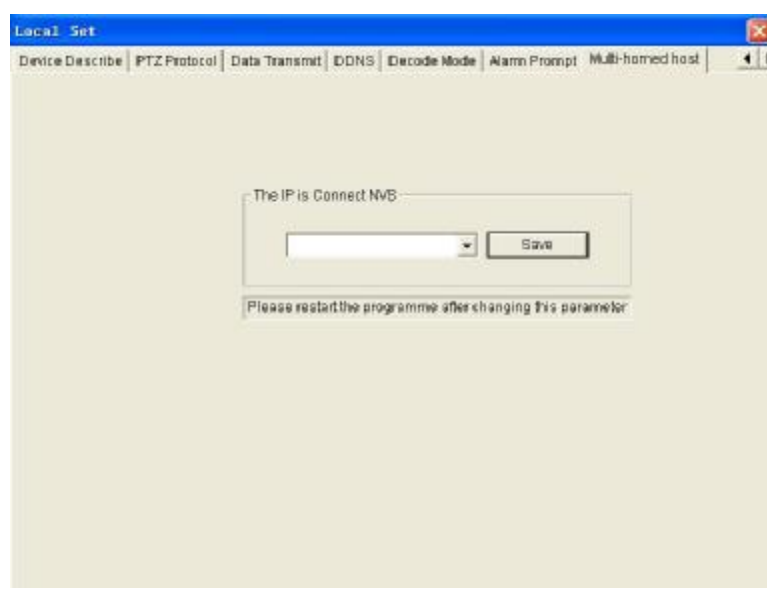 Local Set
Device Describe PTZ Protocol Data Transmit DDNS Decode Mode Alarm Prompt Multi-homed host
The IP is Connect NVS
Save
Please restart the programme after changing this parameter